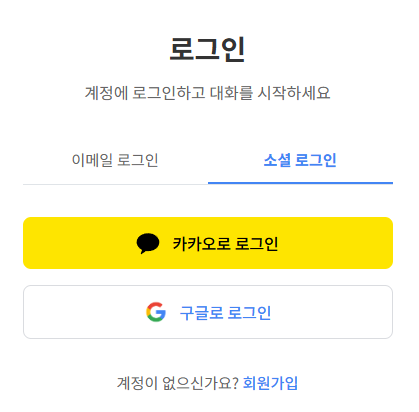 로그인
계정에 로그인하고 대화를 시작하세요
이메일 로그인 소셜 로그인
카카오로 로그인
구글로 로그인
계정이 없으신가요? 회원가입